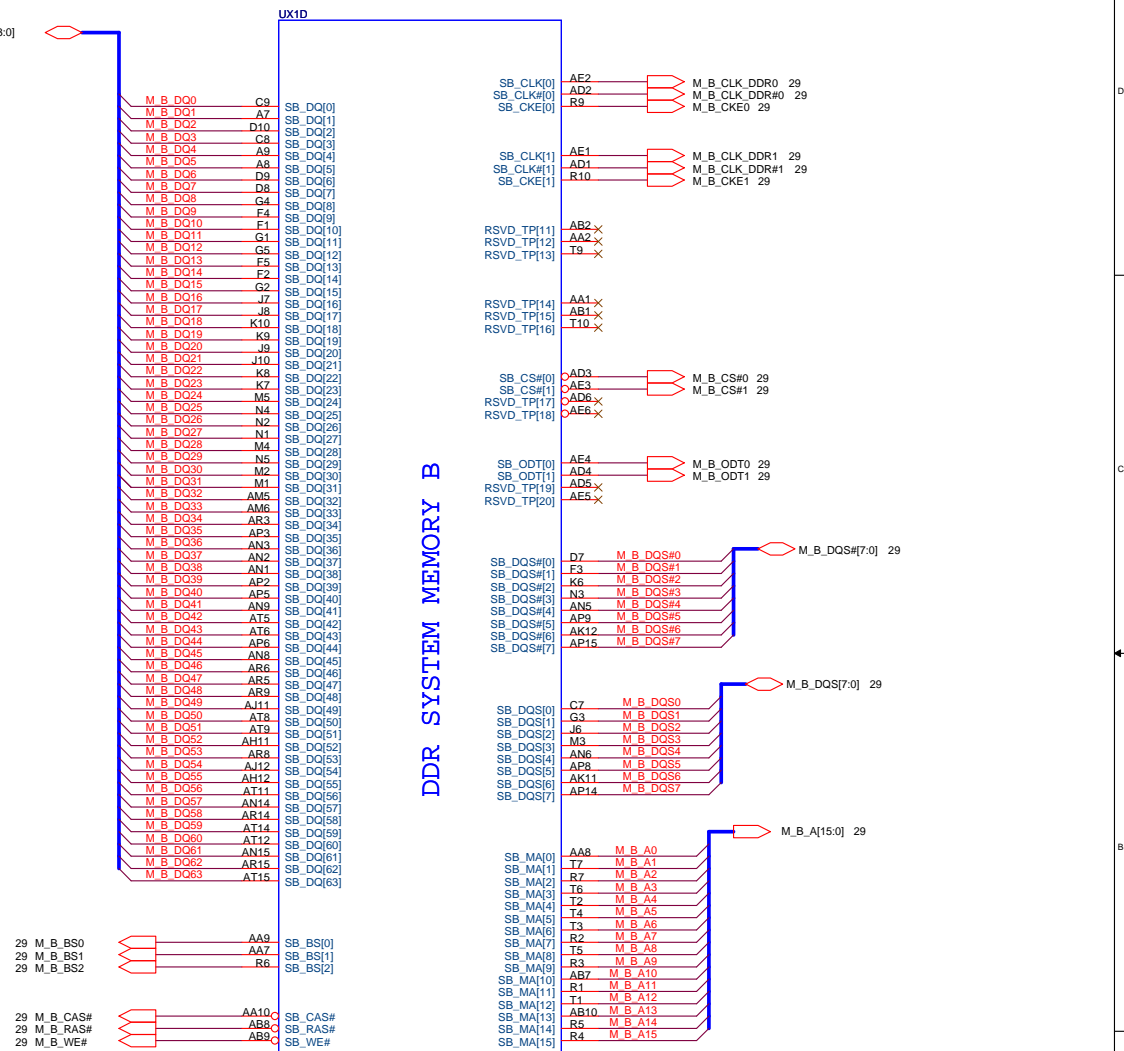 UX1D
3:0]
M_B_DQ0 C9 SB_DQ[0]
M_B_DQ1 A7 SB_DQ[1]
M_B_DQ2 D10 SB_DQ[2]
M_B_DQ3 C8 SB_DQ[3]
M_B_DQ4 A9 SB_DQ[4]
M_B_DQ5 A8 SB_DQ[5]
M_B_DQ6 D9 SB_DQ[6]
M_B_DQ7 D8 SB_DQ[7]
M_B_DQ8 G4 SB_DQ[8]
M_B_DQ9 F4 SB_DQ[9]
M_B_DQ10 F1 SB_DQ[10]
M_B_DQ11 G1 SB_DQ[11]
M_B_DQ12 G5 SB_DQ[12]
M_B_DQ13 F5 SB_DQ[13]
M_B_DQ14 F2 SB_DQ[14]
M_B_DQ15 G2 SB_DQ[15]
M_B_DQ16 J7 SB_DQ[16]
M_B_DQ17 J8 SB_DQ[17]
M_B_DQ18 K10 SB_DQ[18]
M_B_DQ19 K9 SB_DQ[19]
M_B_DQ20 J9 SB_DQ[20]
M_B_DQ21 J10 SB_DQ[21]
M_B_DQ22 K8 SB_DQ[22]
M_B_DQ23 K7 SB_DQ[23]
M_B_DQ24 M5 SB_DQ[24]
M_B_DQ25 N4 SB_DQ[25]
M_B_DQ26 N2 SB_DQ[26]
M_B_DQ27 N1 SB_DQ[27]
M_B_DQ28 M4 SB_DQ[28]
M_B_DQ29 N5 SB_DQ[29]
M_B_DQ30 M2 SB_DQ[30]
M_B_DQ31 M1 SB_DQ[31]
M_B_DQ32 AM5 SB_DQ[32]
M_B_DQ33 AM6 SB_DQ[33]
M_B_DQ34 AR3 SB_DQ[34]
M_B_DQ35 AP3 SB_DQ[35]
M_B_DQ36 AN3 SB_DQ[36]
M_B_DQ37 AN2 SB_DQ[37]
M_B_DQ38 AN1 SB_DQ[38]
M_B_DQ39 AP2 SB_DQ[39]
M_B_DQ40 AP5 SB_DQ[40]
M_B_DQ41 AN9 SB_DQ[41]
M_B_DQ42 AT5 SB_DQ[42]
M_B_DQ43 AT6 SB_DQ[43]
M_B_DQ44 AP6 SB_DQ[44]
M_B_DQ45 AN8 SB_DQ[45]
M_B_DQ46 AR6 SB_DQ[46]
M_B_DQ47 AR5 SB_DQ[47]
M_B_DQ48 AR9 SB_DQ[48]
M_B_DQ49 AJ11 SB_DQ[49]
M_B_DQ50 AT8 SB_DQ[50]
M_B_DQ51 AT9 SB_DQ[51]
M_B_DQ52 AH11 SB_DQ[52]
M_B_DQ53 AR8 SB_DQ[53]
M_B_DQ54 AJ12 SB_DQ[54]
M_B_DQ55 AH12 SB_DQ[55]
M_B_DQ56 AT11 SB_DQ[56]
M_B_DQ57 AN14 SB_DQ[57]
M_B_DQ58 AR14 SB_DQ[58]
M_B_DQ59 AT14 SB_DQ[59]
M_B_DQ60 AT12 SB_DQ[60]
M_B_DQ61 AN15 SB_DQ[61]
M_B_DQ62 AR15 SB_DQ[62]
M_B_DQ63 AT15 SB_DQ[63]
29 M_B_BS0 AA9 SB_BS[0]
29 M_B_BS1 AA7 SB_BS[1]
29 M_B_BS2 R6 SB_BS[2]
29 M_B_CAS# AA10 SB_CAS#
29 M_B_RAS# AB8 SB_RAS#
29 M_B_WE# AB9 SB_WE#
DDR SYSTEM MEMORY B
SB_CLK[0] AE2 M_B_CLK_DDR0 29
SB_CLK#[0] AD2 M_B_CLK_DDR#0 29
SB_CKE[0] R9 M_B_CKE0 29
SB_CLK[1] AE1 M_B_CLK_DDR1 29
SB_CLK#[1] AD1 M_B_CLK_DDR#1 29
SB_CKE[1] R10 M_B_CKE1 29
RSVD_TP[11] AB2
RSVD_TP[12] AA2
RSVD_TP[13] T9
RSVD_TP[14] AA1
RSVD_TP[15] AB1
RSVD_TP[16] T10
SB_CS#[0] AD3 M_B_CS#0 29
SB_CS#[1] AE3 M_B_CS#1 29
RSVD_TP[17] AD6
RSVD_TP[18] AE6
SB_ODT[0] AE4 M_B_ODT0 29
SB_ODT[1] AD4 M_B_ODT1 29
RSVD_TP[19] AD5
RSVD_TP[20] AE5
M_B_DQS#[7:0] 29
SB_DQS#[0] D7 M_B_DQS#0
SB_DQS#[1] F3 M_B_DQS#1
SB_DQS#[2] K6 M_B_DQS#2
SB_DQS#[3] N3 M_B_DQS#3
SB_DQS#[4] AN5 M_B_DQS#4
SB_DQS#[5] AP9 M_B_DQS#5
SB_DQS#[6] AK12 M_B_DQS#6
SB_DQS#[7] AP15 M_B_DQS#7
M_B_DQS[7:0] 29
SB_DQS[0] C7 M_B_DQS0
SB_DQS[1] G3 M_B_DQS1
SB_DQS[2] J6 M_B_DQS2
SB_DQS[3] M3 M_B_DQS3
SB_DQS[4] AN6 M_B_DQS4
SB_DQS[5] AP8 M_B_DQS5
SB_DQS[6] AK11 M_B_DQS6
SB_DQS[7] AP14 M_B_DQS7
M_B_A[15:0] 29
SB_MA[0] AA8 M_B_A0
SB_MA[1] T7 M_B_A1
SB_MA[2] R7 M_B_A2
SB_MA[3] T6 M_B_A3
SB_MA[4] T2 M_B_A4
SB_MA[5] T4 M_B_A5
SB_MA[6] T3 M_B_A6
SB_MA[7] R2 M_B_A7
SB_MA[8] T5 M_B_A8
SB_MA[9] R3 M_B_A9
SB_MA[10] AB7 M_B_A10
SB_MA[11] R1 M_B_A11
SB_MA[12] T1 M_B_A12
SB_MA[13] AB10 M_B_A13
SB_MA[14] R5 M_B_A14
SB_MA[15] R4 M_B_A15
D
C
B